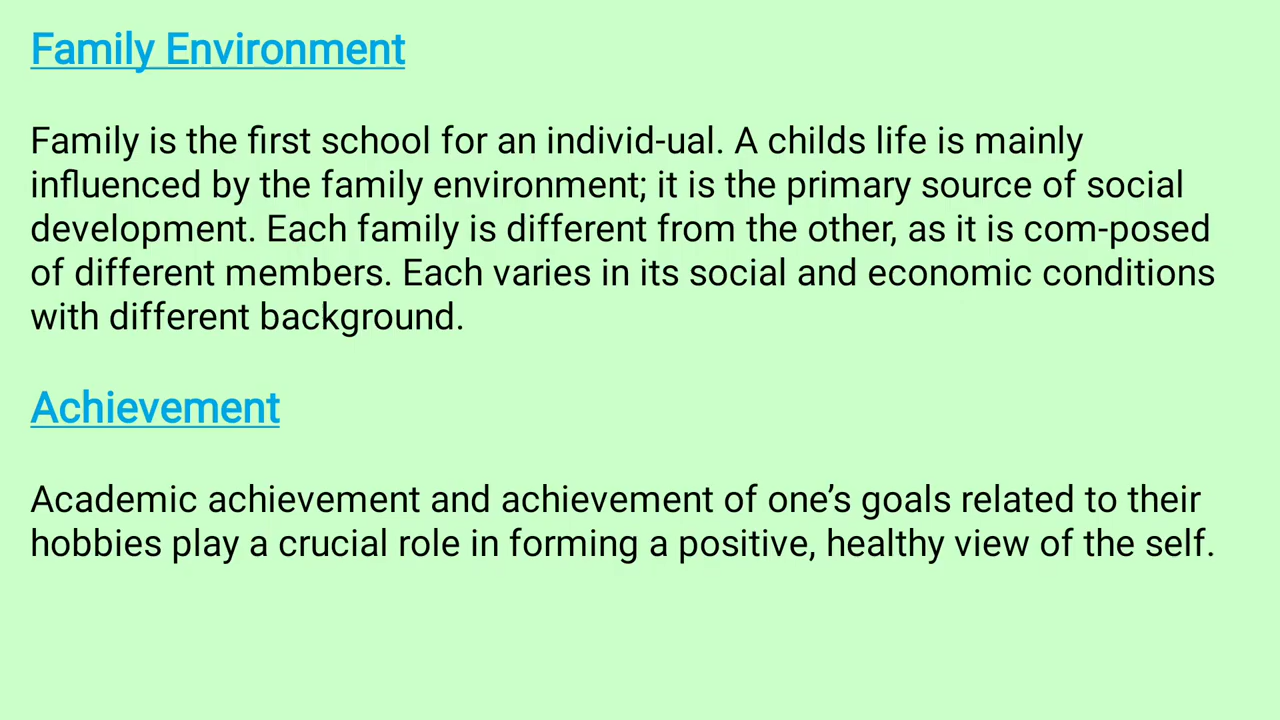 Family Environment
Family is the first school for an individ-ual. A childs life is mainly
influenced by the family environment; it is the primary source of social
development. Each family is different from the other, as it is com-posed
of different members. Each varies in its social and economic conditions
with different background.
Achievement
Academic achievement and achievement of one’s goals related to their
hobbies play a crucial role in forming a positive, healthy view of the self.